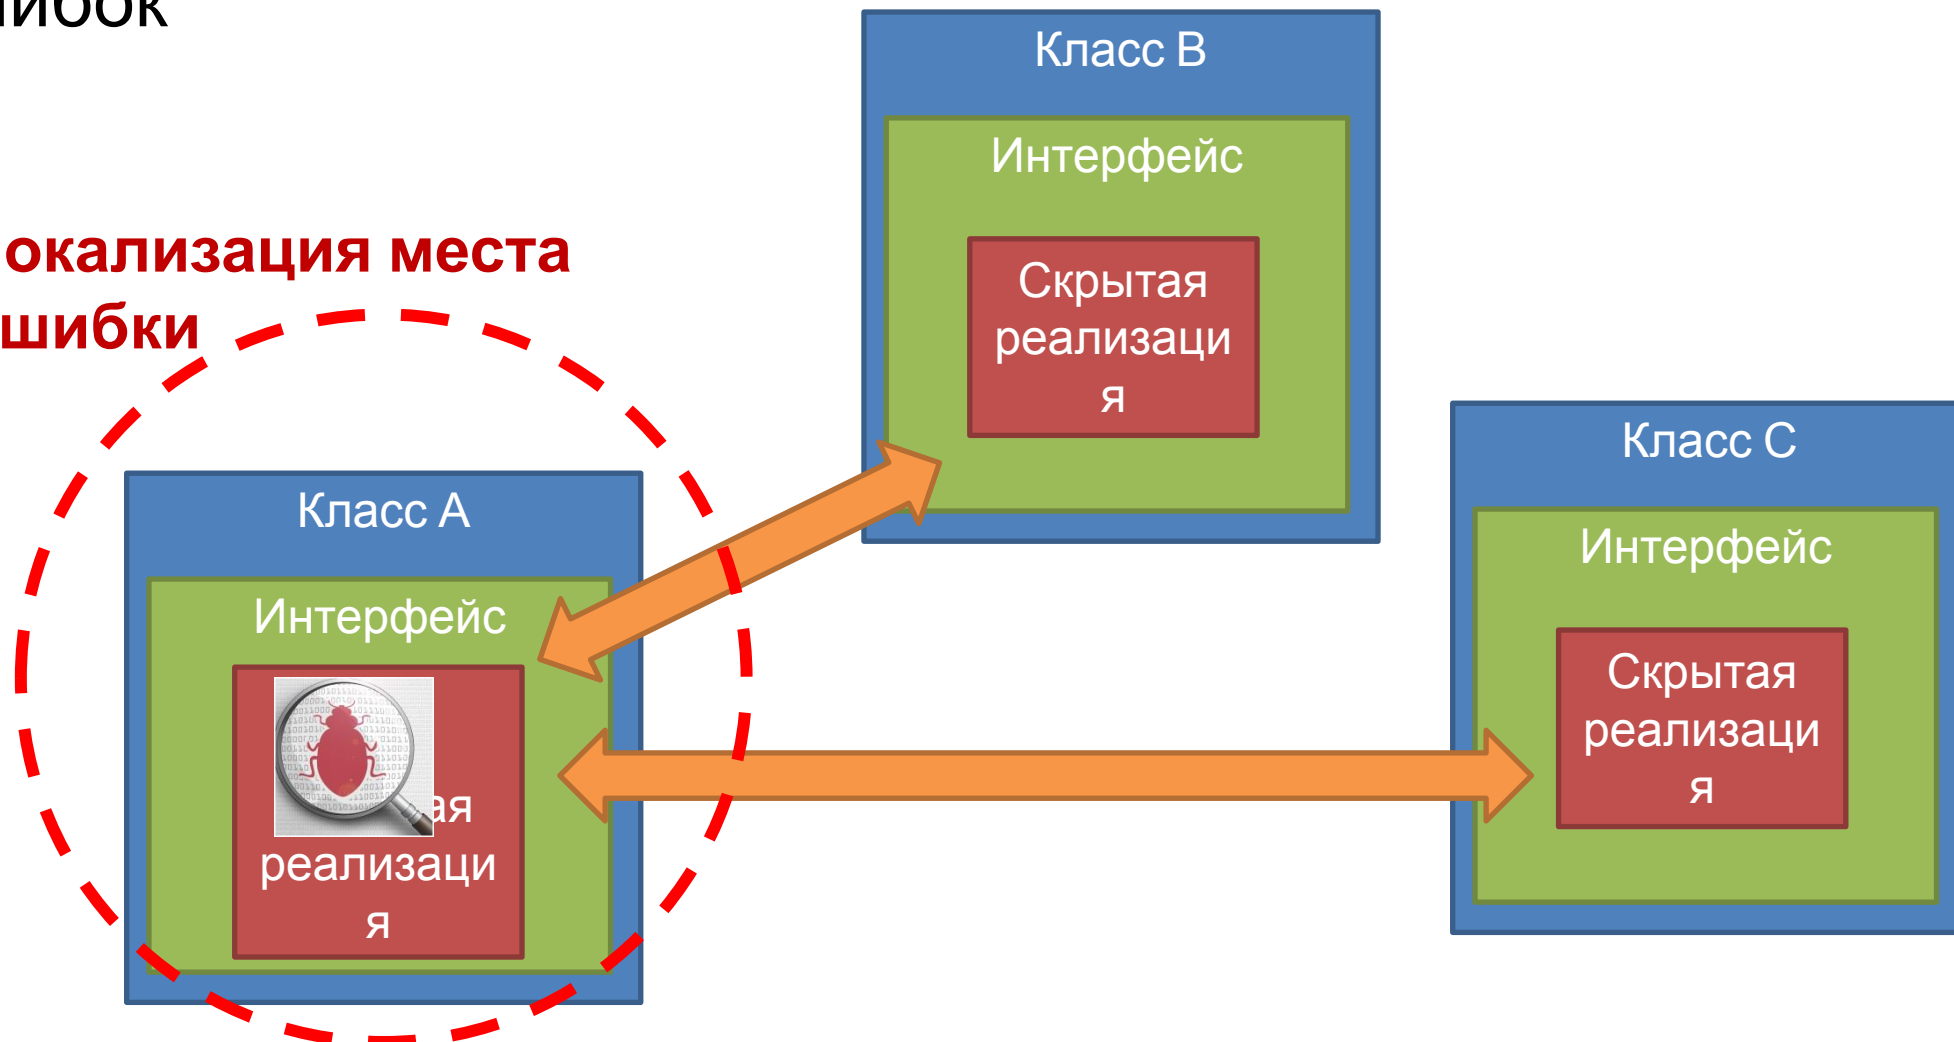 ибок
окализация места
шибки
Класс B
Интерфейс
Скрытая
реализаци
я
Класс A
Интерфейс
ая
реализаци
я
Класс C
Интерфейс
Скрытая
реализаци
я